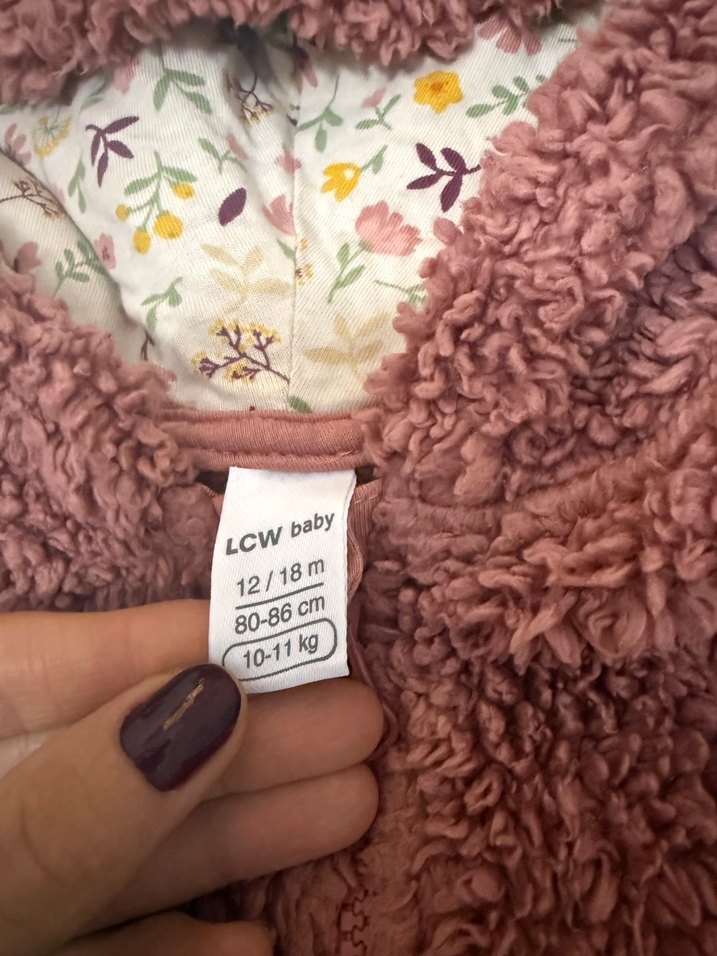 LCW baby
12 / 18 m
80-86 cm
10-11 kg